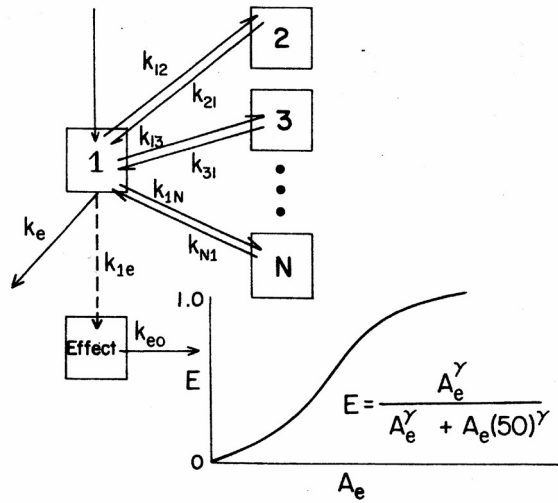 2
k12
k21
3
k13
k31
1
k1N
kN1
N
ke
k1e
Effect
keo
1.0
E
E = Ae^γ / (Ae^γ + Ae(50)^γ)
0
Ae